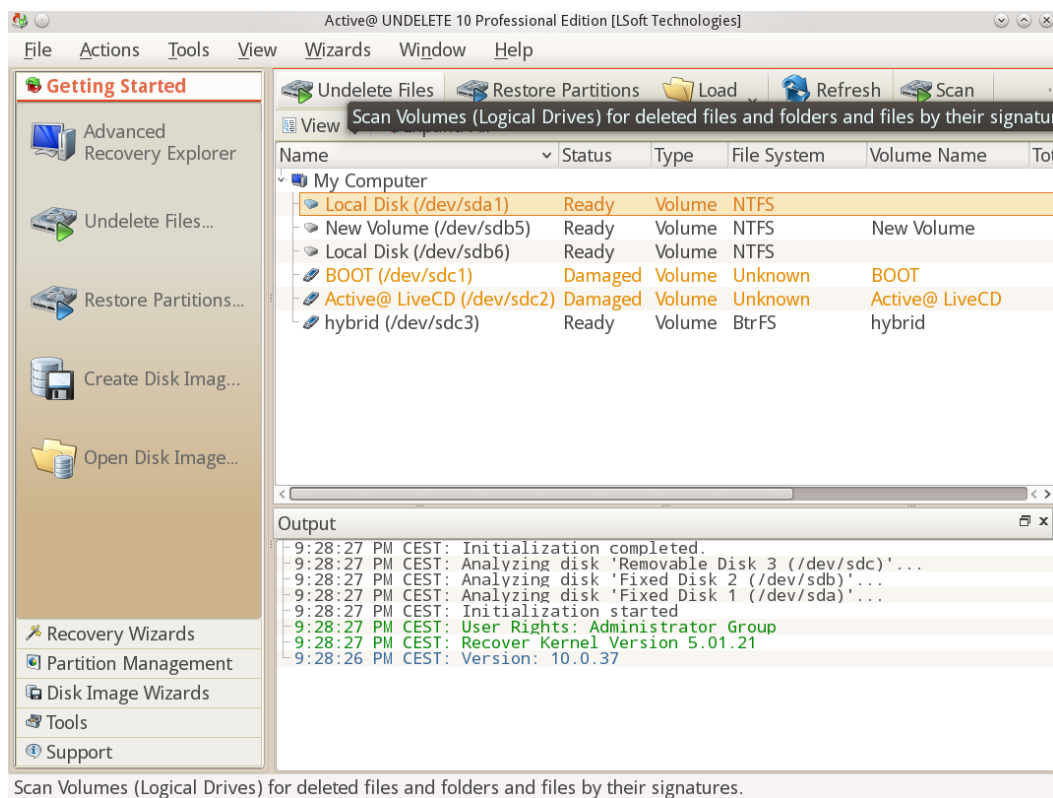 Active@ UNDELETE 10 Professional Edition [LSoft Technologies]
File Actions Tools View Wizards Window Help
Getting Started
Advanced
Recovery Explorer
Undelete Files...
Restore Partitions...
Create Disk Imag...
Open Disk Image...
Recovery Wizards
Partition Management
Disk Image Wizards
Tools
Support
Undelete Files Restore Partitions Load Refresh Scan
Scan Volumes (Logical Drives) for deleted files and folders and files by their signatur
View
Name Status Type File System Volume Name Tot
My Computer
Local Disk (/dev/sda1) Ready Volume NTFS
New Volume (/dev/sdb5) Ready Volume NTFS New Volume
Local Disk (/dev/sdb6) Ready Volume NTFS
BOOT (/dev/sdc1) Damaged Volume Unknown BOOT
Active@ LiveCD (/dev/sdc2) Damaged Volume Unknown Active@ LiveCD
hybrid (/dev/sdc3) Ready Volume BtrFS hybrid
Output
9:28:27 PM CEST: Initialization completed.
9:28:27 PM CEST: Analyzing disk 'Removable Disk 3 (/dev/sdc)'...
9:28:27 PM CEST: Analyzing disk 'Fixed Disk 2 (/dev/sdb)'...
9:28:27 PM CEST: Analyzing disk 'Fixed Disk 1 (/dev/sda)'...
9:28:27 PM CEST: Initialization started
9:28:27 PM CEST: User Rights: Administrator Group
9:28:27 PM CEST: Recover Kernel Version 5.01.21
9:28:26 PM CEST: Version: 10.0.37
Scan Volumes (Logical Drives) for deleted files and folders and files by their signatures.